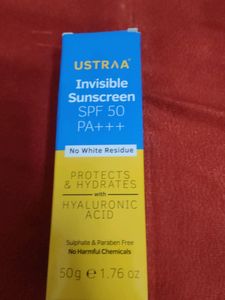 USTRAA
Invisible
Sunscreen
SPF 50
PA+++
No White Residue
PROTECTS
& HYDRATES
with
HYALURONIC
ACID
Sulphate & Paraben Free
No Harmful Chemicals
50g ℮ 1.76 oz